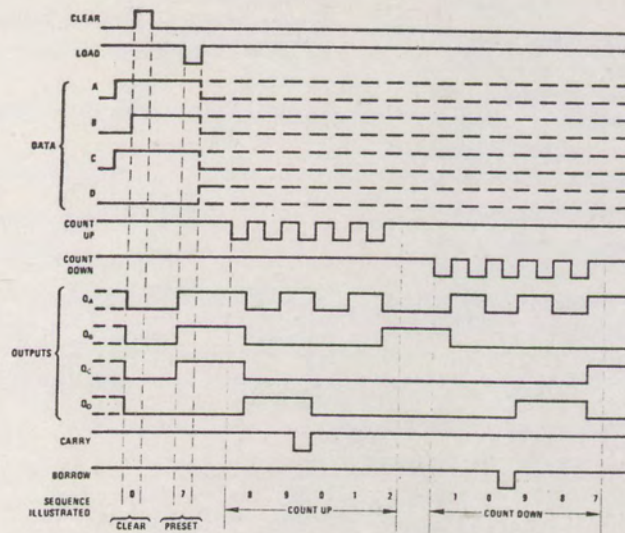 CLEAR
LOAD
A
B
DATA
C
D
COUNT
UP
COUNT
DOWN
QA
QB
OUTPUTS
QC
QD
CARRY
BORROW
SEQUENCE
ILLUSTRATED
0 7 8 9 0 1 2 1 0 9 8 7
CLEAR PRESET COUNT UP COUNT DOWN